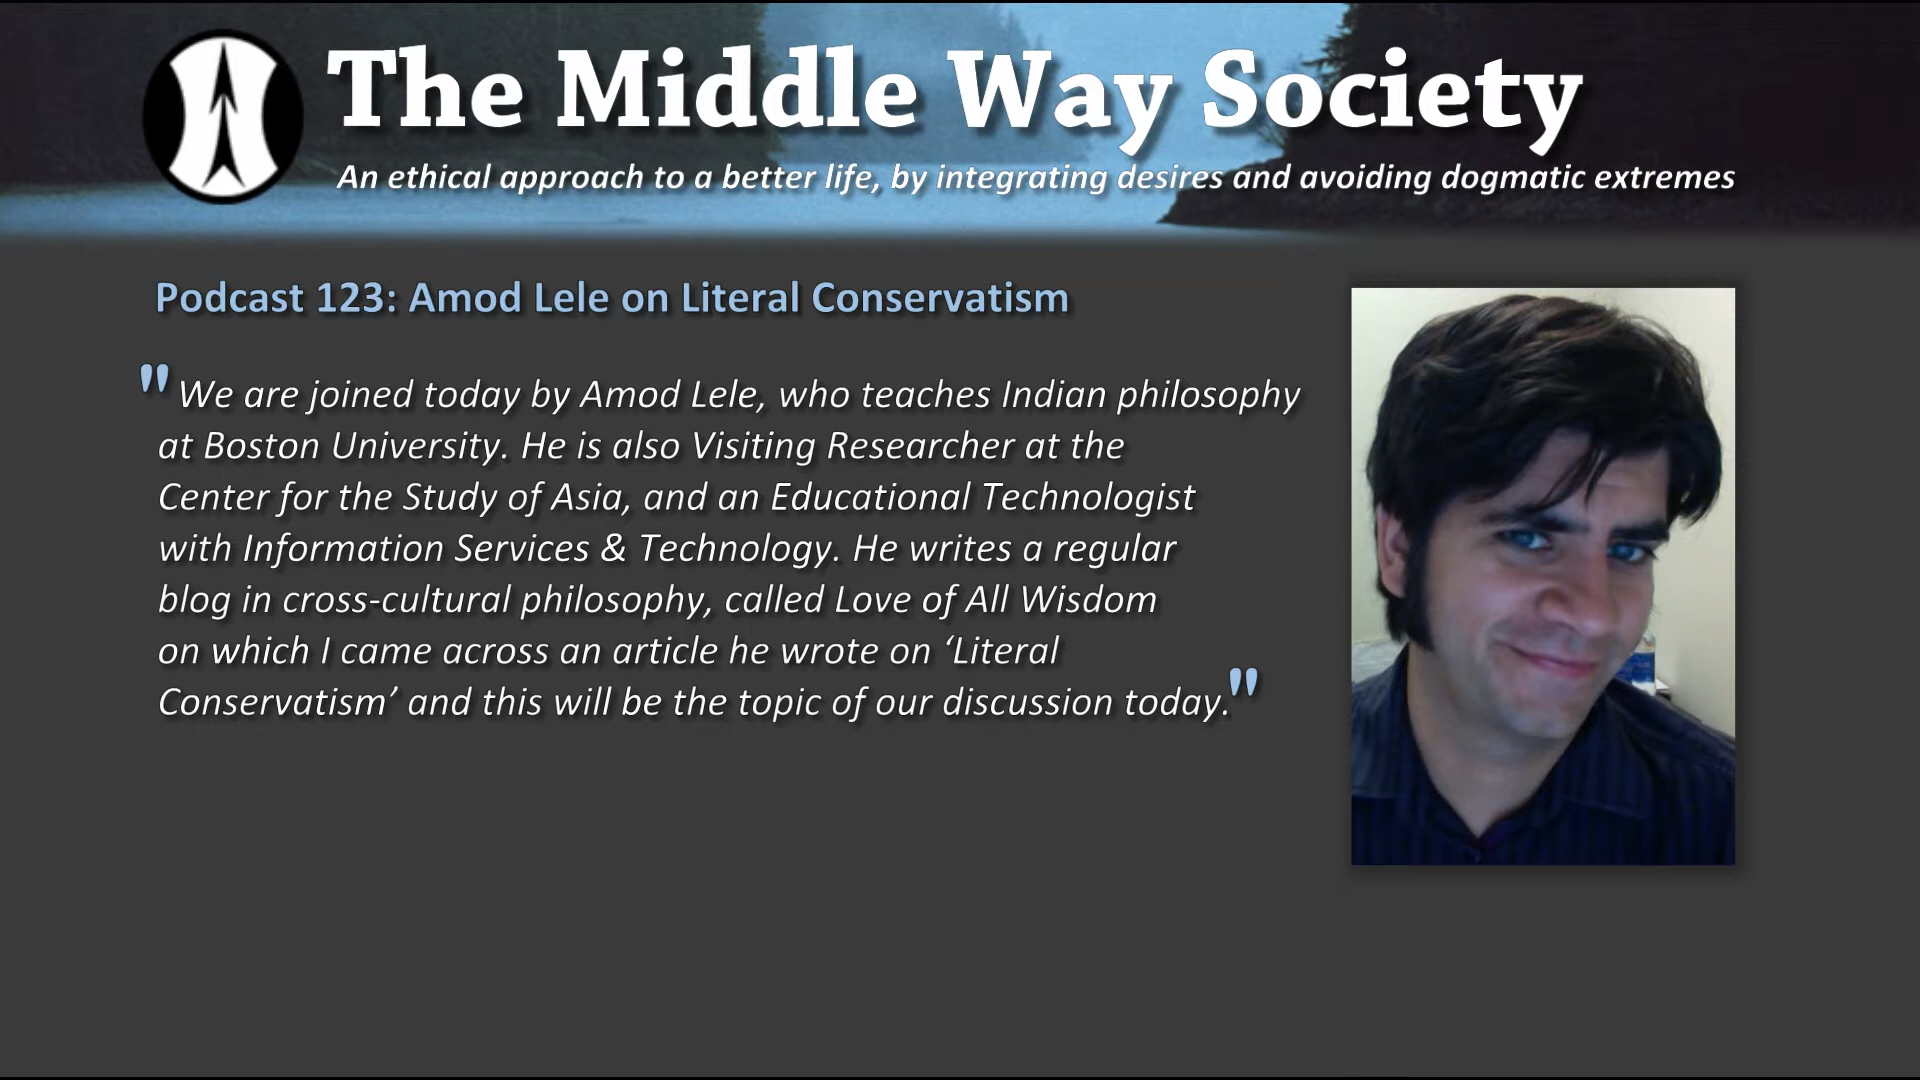 The Middle Way Society
An ethical approach to a better life, by integrating desires and avoiding dogmatic extremes
Podcast 123: Amod Lele on Literal Conservatism
"We are joined today by Amod Lele, who teaches Indian philosophy
at Boston University. He is also Visiting Researcher at the
Center for the Study of Asia, and an Educational Technologist
with Information Services & Technology. He writes a regular
blog in cross-cultural philosophy, called Love of All Wisdom
on which I came across an article he wrote on ‘Literal
Conservatism’ and this will be the topic of our discussion today."